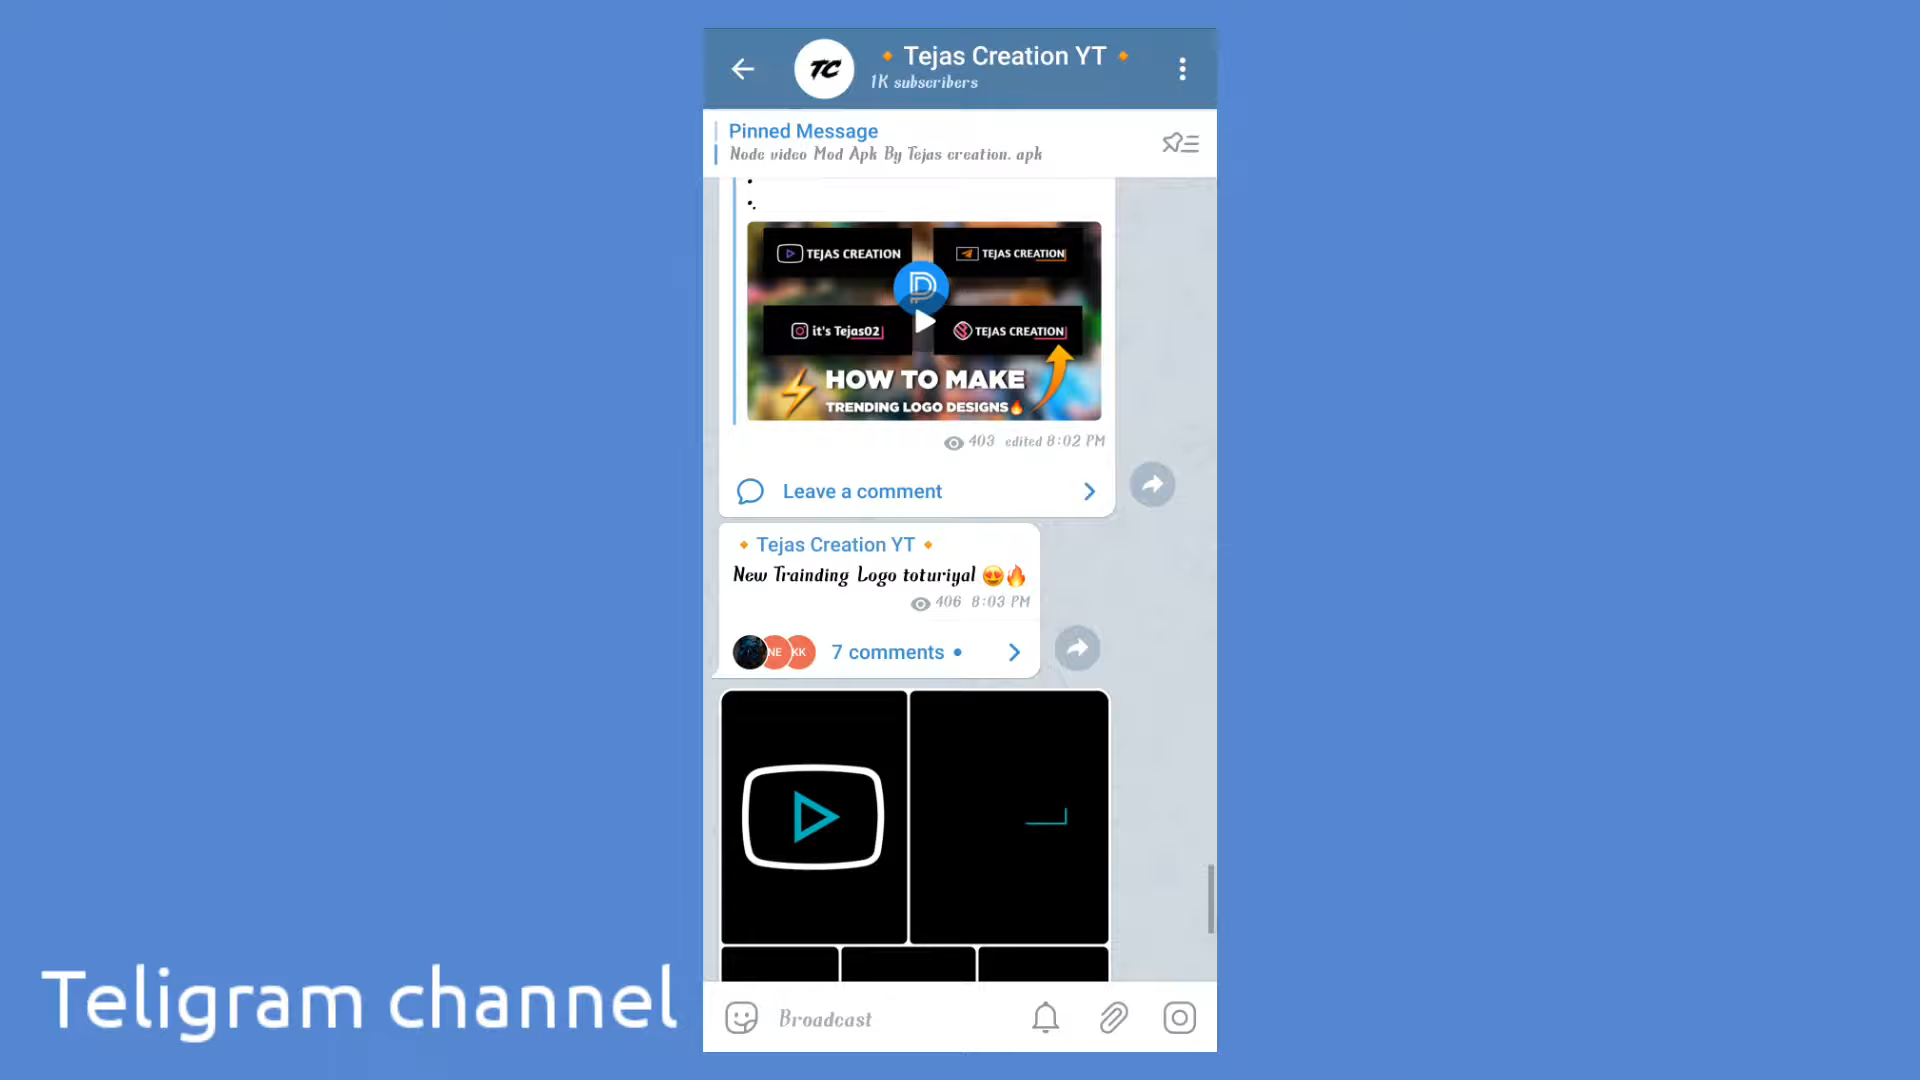 TC
🔸 Tejas Creation YT 🔸
1K subscribers
Pinned Message
Node video Mod Apk By Tejas creation. apk
TEJAS CREATION
TEJAS CREATION
it's Tejas02
TEJAS CREATION
HOW TO MAKE
TRENDING LOGO DESIGNS🔥
403 edited 8:02 PM
Leave a comment
🔸 Tejas Creation YT 🔸
New Trainding Logo toturiyal 😍🔥
406 8:03 PM
NE KK 7 comments
Teligram channel
Broadcast